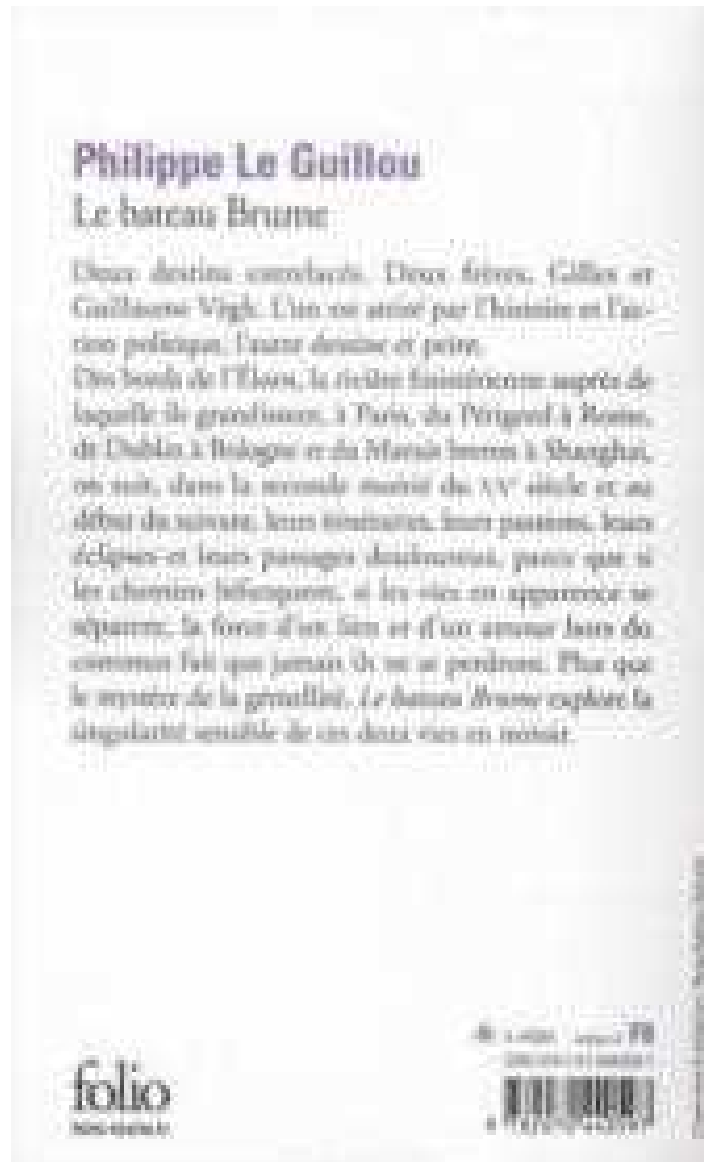 Philippe Le Guillou
Le bateau Brume
Deux destins entrelacés. Deux frères, Gilles et
Guillaume Vègh. L'un est attiré par l'histoire et l'ac-
tion politique, l'autre dessine et peint.
Des bords de l'Élorn, la rivière finistérienne auprès de
laquelle ils grandissent, à Paris, du Périgord à Rome,
de Dublin à Bologne et du Marais breton à Shanghai,
on suit, dans la seconde moitié du XXe siècle et au
début du suivant, leurs itinéraires, leurs passions, leurs
éclipses et leurs passages douloureux, parce que si
les chemins bifurquent, si les vies en apparence se
séparent, la force d'un lien et d'un amour hors du
commun fait que jamais ils ne se perdront. Plus que
le mystère de la gémellité, Le bateau Brume explore la
singularité sensible de ces deux vies en miroir.
F8
folio